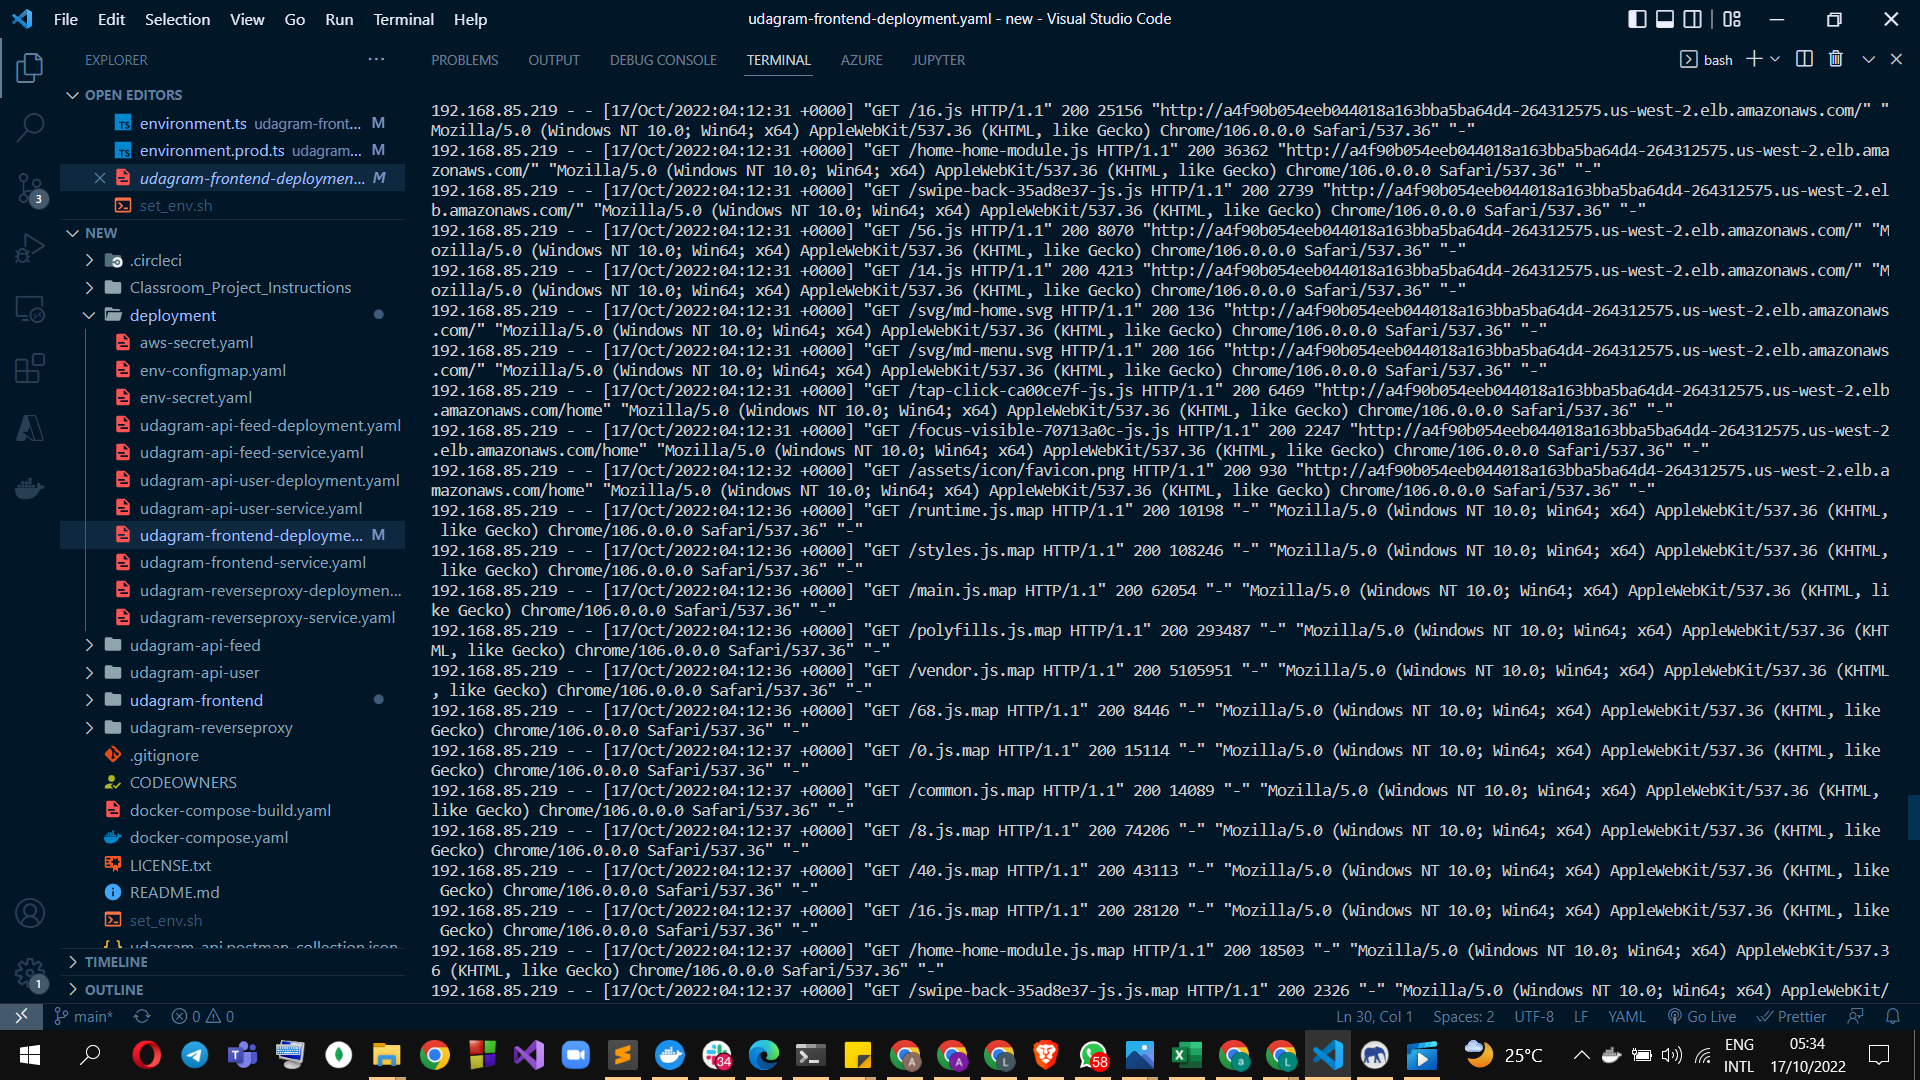 File Edit Selection View Go Run Terminal Help
udagram-frontend-deployment.yaml - new - Visual Studio Code
EXPLORER
OPEN EDITORS
environment.ts udagram-front... M
environment.prod.ts udagram... M
udagram-frontend-deploymen... M
set_env.sh
NEW
.circleci
Classroom_Project_Instructions
deployment
aws-secret.yaml
env-configmap.yaml
env-secret.yaml
udagram-api-feed-deployment.yaml
udagram-api-feed-service.yaml
udagram-api-user-deployment.yaml
udagram-api-user-service.yaml
udagram-frontend-deployme... M
udagram-frontend-service.yaml
udagram-reverseproxy-deploymen...
udagram-reverseproxy-service.yaml
udagram-api-feed
udagram-api-user
udagram-frontend
udagram-reverseproxy
.gitignore
CODEOWNERS
docker-compose-build.yaml
docker-compose.yaml
LICENSE.txt
README.md
set_env.sh
udagram-api.postman_collection.json
TIMELINE
OUTLINE
3
1
PROBLEMS OUTPUT DEBUG CONSOLE TERMINAL AZURE JUPYTER
bash
192.168.85.219 - - [17/Oct/2022:04:12:31 +0000] "GET /16.js HTTP/1.1" 200 25156 "http://a4f90b054eeb044018a163bba5ba64d4-264312575.us-west-2.elb.amazonaws.com/" "
Mozilla/5.0 (Windows NT 10.0; Win64; x64) AppleWebKit/537.36 (KHTML, like Gecko) Chrome/106.0.0.0 Safari/537.36" "-"
192.168.85.219 - - [17/Oct/2022:04:12:31 +0000] "GET /home-home-module.js HTTP/1.1" 200 36362 "http://a4f90b054eeb044018a163bba5ba64d4-264312575.us-west-2.elb.ama
zonaws.com/" "Mozilla/5.0 (Windows NT 10.0; Win64; x64) AppleWebKit/537.36 (KHTML, like Gecko) Chrome/106.0.0.0 Safari/537.36" "-"
192.168.85.219 - - [17/Oct/2022:04:12:31 +0000] "GET /swipe-back-35ad8e37-js.js HTTP/1.1" 200 2739 "http://a4f90b054eeb044018a163bba5ba64d4-264312575.us-west-2.el
b.amazonaws.com/" "Mozilla/5.0 (Windows NT 10.0; Win64; x64) AppleWebKit/537.36 (KHTML, like Gecko) Chrome/106.0.0.0 Safari/537.36" "-"
192.168.85.219 - - [17/Oct/2022:04:12:31 +0000] "GET /56.js HTTP/1.1" 200 8070 "http://a4f90b054eeb044018a163bba5ba64d4-264312575.us-west-2.elb.amazonaws.com/" "M
ozilla/5.0 (Windows NT 10.0; Win64; x64) AppleWebKit/537.36 (KHTML, like Gecko) Chrome/106.0.0.0 Safari/537.36" "-"
192.168.85.219 - - [17/Oct/2022:04:12:31 +0000] "GET /14.js HTTP/1.1" 200 4213 "http://a4f90b054eeb044018a163bba5ba64d4-264312575.us-west-2.elb.amazonaws.com/" "M
ozilla/5.0 (Windows NT 10.0; Win64; x64) AppleWebKit/537.36 (KHTML, like Gecko) Chrome/106.0.0.0 Safari/537.36" "-"
192.168.85.219 - - [17/Oct/2022:04:12:31 +0000] "GET /svg/md-home.svg HTTP/1.1" 200 136 "http://a4f90b054eeb044018a163bba5ba64d4-264312575.us-west-2.elb.amazonaws
.com/" "Mozilla/5.0 (Windows NT 10.0; Win64; x64) AppleWebKit/537.36 (KHTML, like Gecko) Chrome/106.0.0.0 Safari/537.36" "-"
192.168.85.219 - - [17/Oct/2022:04:12:31 +0000] "GET /svg/md-menu.svg HTTP/1.1" 200 166 "http://a4f90b054eeb044018a163bba5ba64d4-264312575.us-west-2.elb.amazonaws
.com/" "Mozilla/5.0 (Windows NT 10.0; Win64; x64) AppleWebKit/537.36 (KHTML, like Gecko) Chrome/106.0.0.0 Safari/537.36" "-"
192.168.85.219 - - [17/Oct/2022:04:12:31 +0000] "GET /tap-click-ca00ce7f-js.js HTTP/1.1" 200 6469 "http://a4f90b054eeb044018a163bba5ba64d4-264312575.us-west-2.elb
.amazonaws.com/home" "Mozilla/5.0 (Windows NT 10.0; Win64; x64) AppleWebKit/537.36 (KHTML, like Gecko) Chrome/106.0.0.0 Safari/537.36" "-"
192.168.85.219 - - [17/Oct/2022:04:12:31 +0000] "GET /focus-visible-70713a0c-js.js HTTP/1.1" 200 2247 "http://a4f90b054eeb044018a163bba5ba64d4-264312575.us-west-2
.elb.amazonaws.com/home" "Mozilla/5.0 (Windows NT 10.0; Win64; x64) AppleWebKit/537.36 (KHTML, like Gecko) Chrome/106.0.0.0 Safari/537.36" "-"
192.168.85.219 - - [17/Oct/2022:04:12:32 +0000] "GET /assets/icon/favicon.png HTTP/1.1" 200 930 "http://a4f90b054eeb044018a163bba5ba64d4-264312575.us-west-2.elb.a
mazonaws.com/home" "Mozilla/5.0 (Windows NT 10.0; Win64; x64) AppleWebKit/537.36 (KHTML, like Gecko) Chrome/106.0.0.0 Safari/537.36" "-"
192.168.85.219 - - [17/Oct/2022:04:12:36 +0000] "GET /runtime.js.map HTTP/1.1" 200 10198 "-" "Mozilla/5.0 (Windows NT 10.0; Win64; x64) AppleWebKit/537.36 (KHTML,
like Gecko) Chrome/106.0.0.0 Safari/537.36" "-"
192.168.85.219 - - [17/Oct/2022:04:12:36 +0000] "GET /styles.js.map HTTP/1.1" 200 108246 "-" "Mozilla/5.0 (Windows NT 10.0; Win64; x64) AppleWebKit/537.36 (KHTML,
like Gecko) Chrome/106.0.0.0 Safari/537.36" "-"
192.168.85.219 - - [17/Oct/2022:04:12:36 +0000] "GET /main.js.map HTTP/1.1" 200 62054 "-" "Mozilla/5.0 (Windows NT 10.0; Win64; x64) AppleWebKit/537.36 (KHTML, li
ke Gecko) Chrome/106.0.0.0 Safari/537.36" "-"
192.168.85.219 - - [17/Oct/2022:04:12:36 +0000] "GET /polyfills.js.map HTTP/1.1" 200 293487 "-" "Mozilla/5.0 (Windows NT 10.0; Win64; x64) AppleWebKit/537.36 (KHT
ML, like Gecko) Chrome/106.0.0.0 Safari/537.36" "-"
192.168.85.219 - - [17/Oct/2022:04:12:36 +0000] "GET /vendor.js.map HTTP/1.1" 200 5105951 "-" "Mozilla/5.0 (Windows NT 10.0; Win64; x64) AppleWebKit/537.36 (KHTML
, like Gecko) Chrome/106.0.0.0 Safari/537.36" "-"
192.168.85.219 - - [17/Oct/2022:04:12:36 +0000] "GET /68.js.map HTTP/1.1" 200 8446 "-" "Mozilla/5.0 (Windows NT 10.0; Win64; x64) AppleWebKit/537.36 (KHTML, like
Gecko) Chrome/106.0.0.0 Safari/537.36" "-"
192.168.85.219 - - [17/Oct/2022:04:12:37 +0000] "GET /0.js.map HTTP/1.1" 200 15114 "-" "Mozilla/5.0 (Windows NT 10.0; Win64; x64) AppleWebKit/537.36 (KHTML, like
Gecko) Chrome/106.0.0.0 Safari/537.36" "-"
192.168.85.219 - - [17/Oct/2022:04:12:37 +0000] "GET /common.js.map HTTP/1.1" 200 14089 "-" "Mozilla/5.0 (Windows NT 10.0; Win64; x64) AppleWebKit/537.36 (KHTML,
like Gecko) Chrome/106.0.0.0 Safari/537.36" "-"
192.168.85.219 - - [17/Oct/2022:04:12:37 +0000] "GET /8.js.map HTTP/1.1" 200 74206 "-" "Mozilla/5.0 (Windows NT 10.0; Win64; x64) AppleWebKit/537.36 (KHTML, like
Gecko) Chrome/106.0.0.0 Safari/537.36" "-"
192.168.85.219 - - [17/Oct/2022:04:12:37 +0000] "GET /40.js.map HTTP/1.1" 200 43113 "-" "Mozilla/5.0 (Windows NT 10.0; Win64; x64) AppleWebKit/537.36 (KHTML, like
Gecko) Chrome/106.0.0.0 Safari/537.36" "-"
192.168.85.219 - - [17/Oct/2022:04:12:37 +0000] "GET /16.js.map HTTP/1.1" 200 28120 "-" "Mozilla/5.0 (Windows NT 10.0; Win64; x64) AppleWebKit/537.36 (KHTML, like
Gecko) Chrome/106.0.0.0 Safari/537.36" "-"
192.168.85.219 - - [17/Oct/2022:04:12:37 +0000] "GET /home-home-module.js.map HTTP/1.1" 200 18503 "-" "Mozilla/5.0 (Windows NT 10.0; Win64; x64) AppleWebKit/537.3
6 (KHTML, like Gecko) Chrome/106.0.0.0 Safari/537.36" "-"
192.168.85.219 - - [17/Oct/2022:04:12:37 +0000] "GET /swipe-back-35ad8e37-js.js.map HTTP/1.1" 200 2326 "-" "Mozilla/5.0 (Windows NT 10.0; Win64; x64) AppleWebKit/
main* 0 0
Ln 30, Col 1 Spaces: 2 UTF-8 LF YAML Go Live Prettier
34
58
25°C
ENG
INTL
05:34
17/10/2022